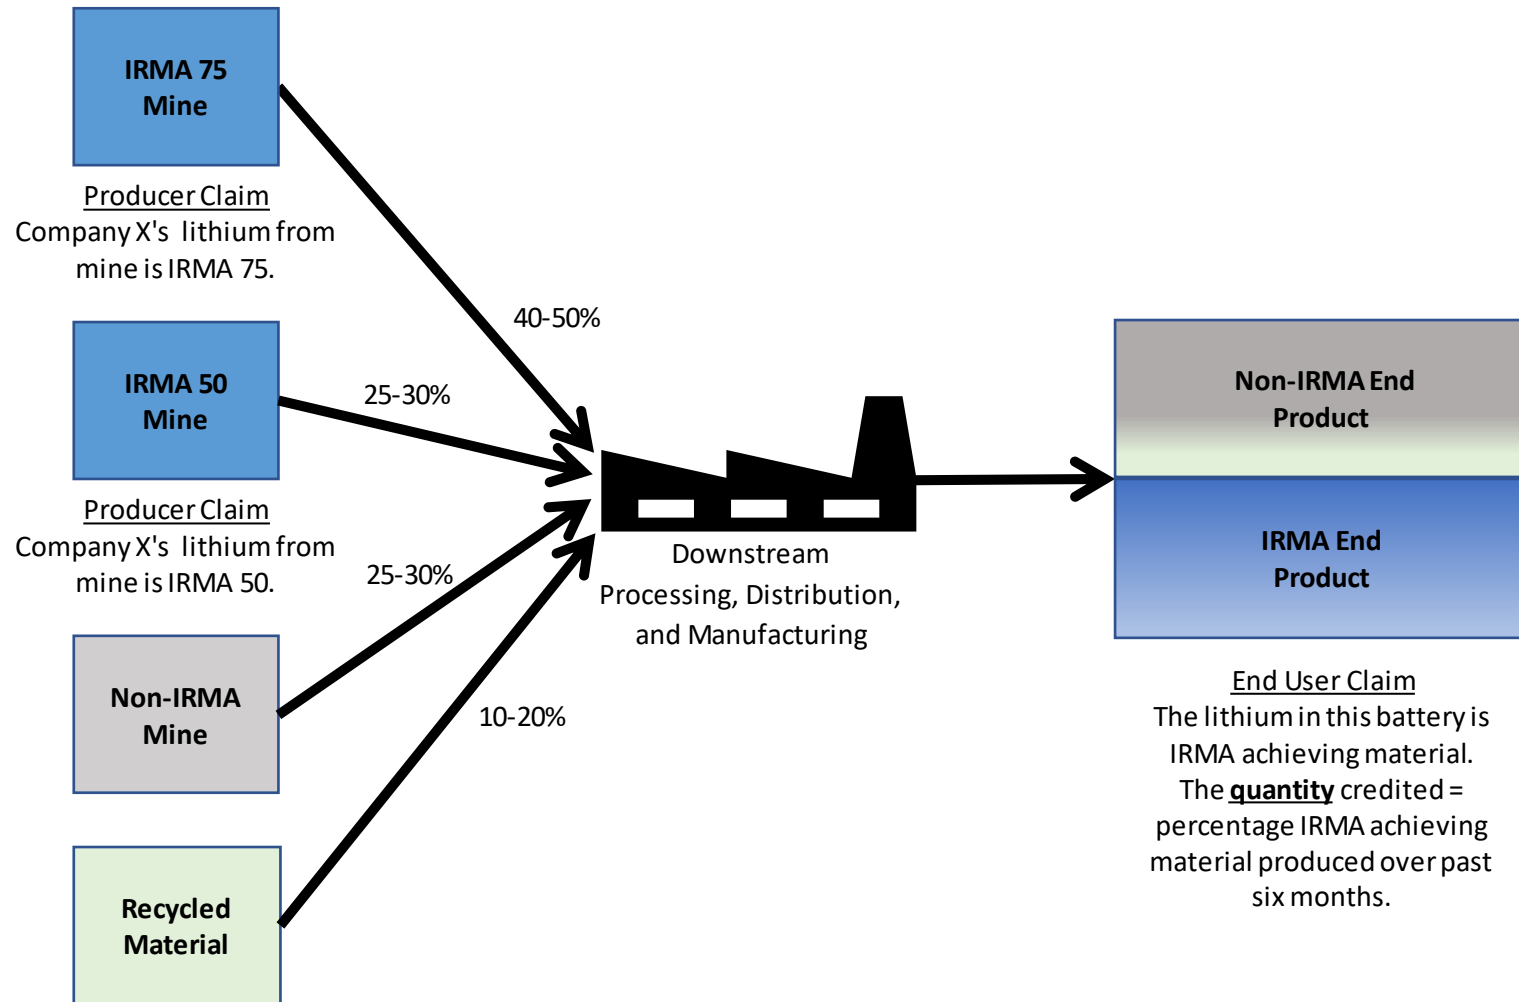 IRMA 75
Mine
Producer Claim
Company X's lithium from
mine is IRMA 75.
40-50%
IRMA 50
Mine
25-30%
Producer Claim
Company X's lithium from
mine is IRMA 50.
25-30%
Non-IRMA
Mine
10-20%
Recycled
Material
Downstream
Processing, Distribution,
and Manufacturing
Non-IRMA End
Product
IRMA End
Product
End User Claim
The lithium in this battery is
IRMA achieving material.
The quantity credited =
percentage IRMA achieving
material produced over past
six months.